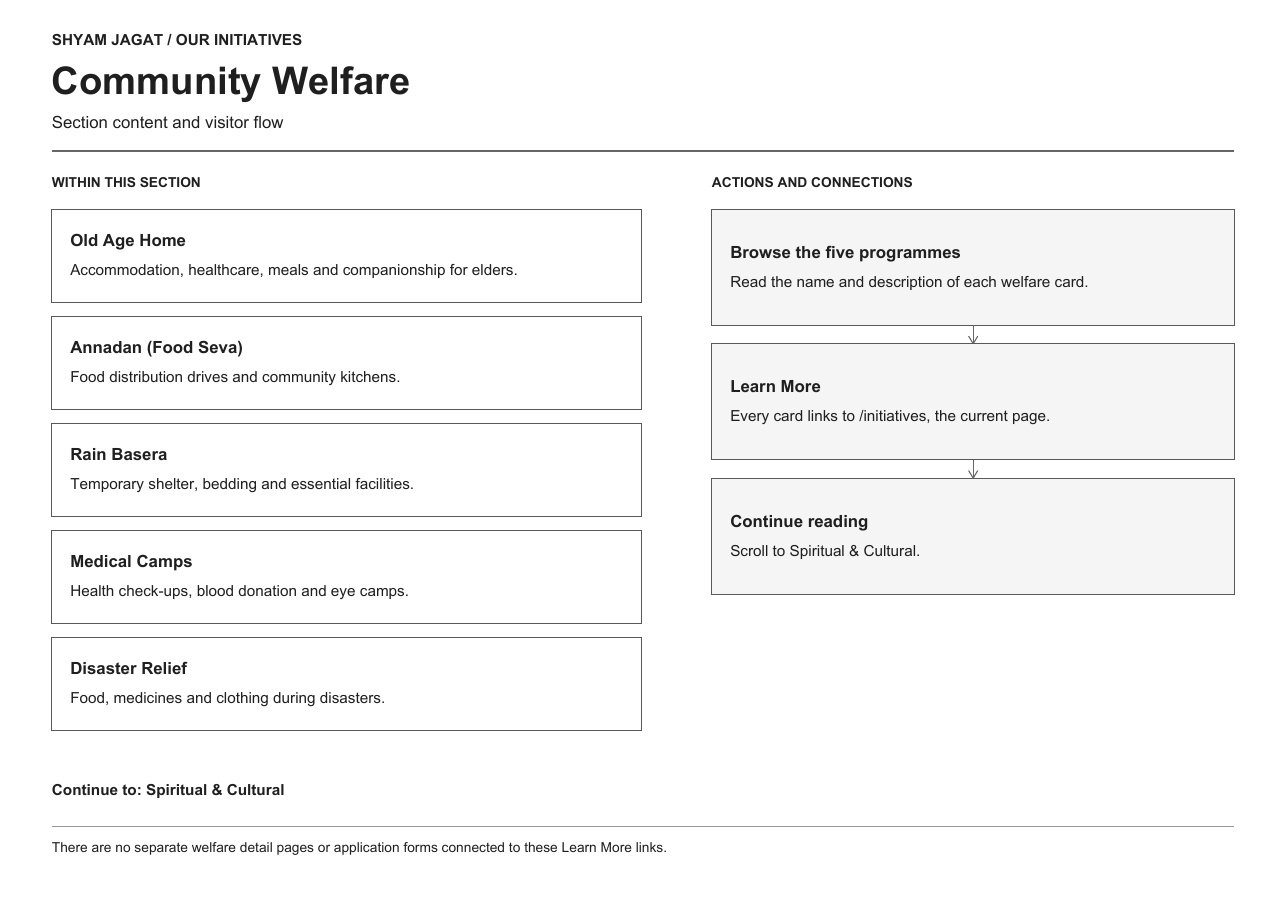 SHYAM JAGAT / OUR INITIATIVES
Community Welfare
Section content and visitor flow
WITHIN THIS SECTION
Old Age Home
Accommodation, healthcare, meals and companionship for elders.
Annadan (Food Seva)
Food distribution drives and community kitchens.
Rain Basera
Temporary shelter, bedding and essential facilities.
Medical Camps
Health check-ups, blood donation and eye camps.
Disaster Relief
Food, medicines and clothing during disasters.
ACTIONS AND CONNECTIONS
Browse the five programmes
Read the name and description of each welfare card.
Learn More
Every card links to /initiatives, the current page.
Continue reading
Scroll to Spiritual & Cultural.
Continue to: Spiritual & Cultural
There are no separate welfare detail pages or application forms connected to these Learn More links.